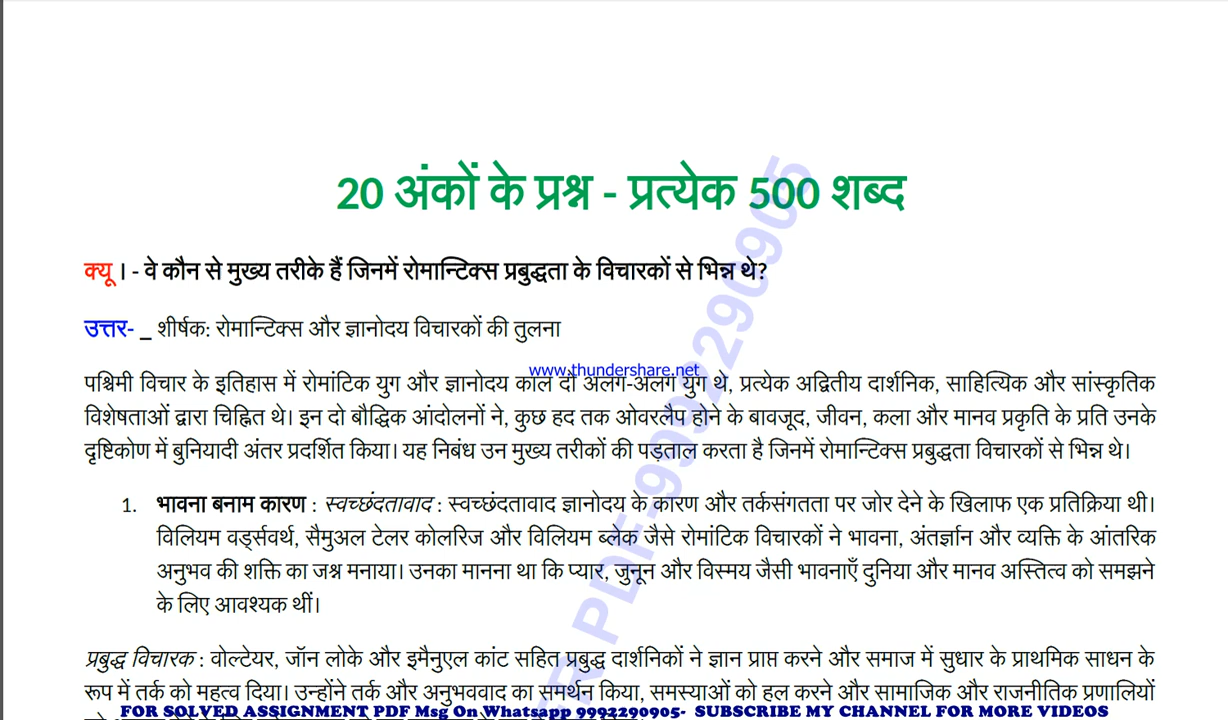 20 अंकों के प्रश्न - प्रत्येक 500 शब्द
क्यू । - वे कौन से मुख्य तरीके हैं जिनमें रोमान्टिक्स प्रबुद्धता के विचारकों से भिन्न थे?
उत्तर- _ शीर्षक: रोमान्टिक्स और ज्ञानोदय विचारकों की तुलना
www.thundershare.net
पश्चिमी विचार के इतिहास में रोमांटिक युग और ज्ञानोदय काल दो अलग-अलग युग थे, प्रत्येक अद्वितीय दार्शनिक, साहित्यिक और सांस्कृतिक
विशेषताओं द्वारा चिह्नित थे। इन दो बौद्धिक आंदोलनों ने, कुछ हद तक ओवरलैप होने के बावजूद, जीवन, कला और मानव प्रकृति के प्रति उनके
दृष्टिकोण में बुनियादी अंतर प्रदर्शित किया। यह निबंध उन मुख्य तरीकों की पड़ताल करता है जिनमें रोमान्टिक्स प्रबुद्धता विचारकों से भिन्न थे।
1. भावना बनाम कारण : स्वच्छंदतावाद : स्वच्छंदतावाद ज्ञानोदय के कारण और तर्कसंगतता पर जोर देने के खिलाफ एक प्रतिक्रिया थी।
विलियम वर्ड्सवर्थ, सैमुअल टेलर कोलरिज और विलियम ब्लेक जैसे रोमांटिक विचारकों ने भावना, अंतर्ज्ञान और व्यक्ति के आंतरिक
अनुभव की शक्ति का जश्न मनाया। उनका मानना था कि प्यार, जुनून और विस्मय जैसी भावनाएँ दुनिया और मानव अस्तित्व को समझने
के लिए आवश्यक थीं।
प्रबुद्ध विचारक : वोल्टेयर, जॉन लोके और इमैनुएल कांट सहित प्रबुद्ध दार्शनिकों ने ज्ञान प्राप्त करने और समाज में सुधार के प्राथमिक साधन के
रूप में तर्क को महत्व दिया। उन्होंने तर्क और अनुभववाद का समर्थन किया, समस्याओं को हल करने और सामाजिक और राजनीतिक प्रणालियों
FOR SOLVED ASSIGNMENT PDF Msg On Whatsapp 9992290905- SUBSCRIBE MY CHANNEL FOR MORE VIDEOS
ER PDF-9992290905